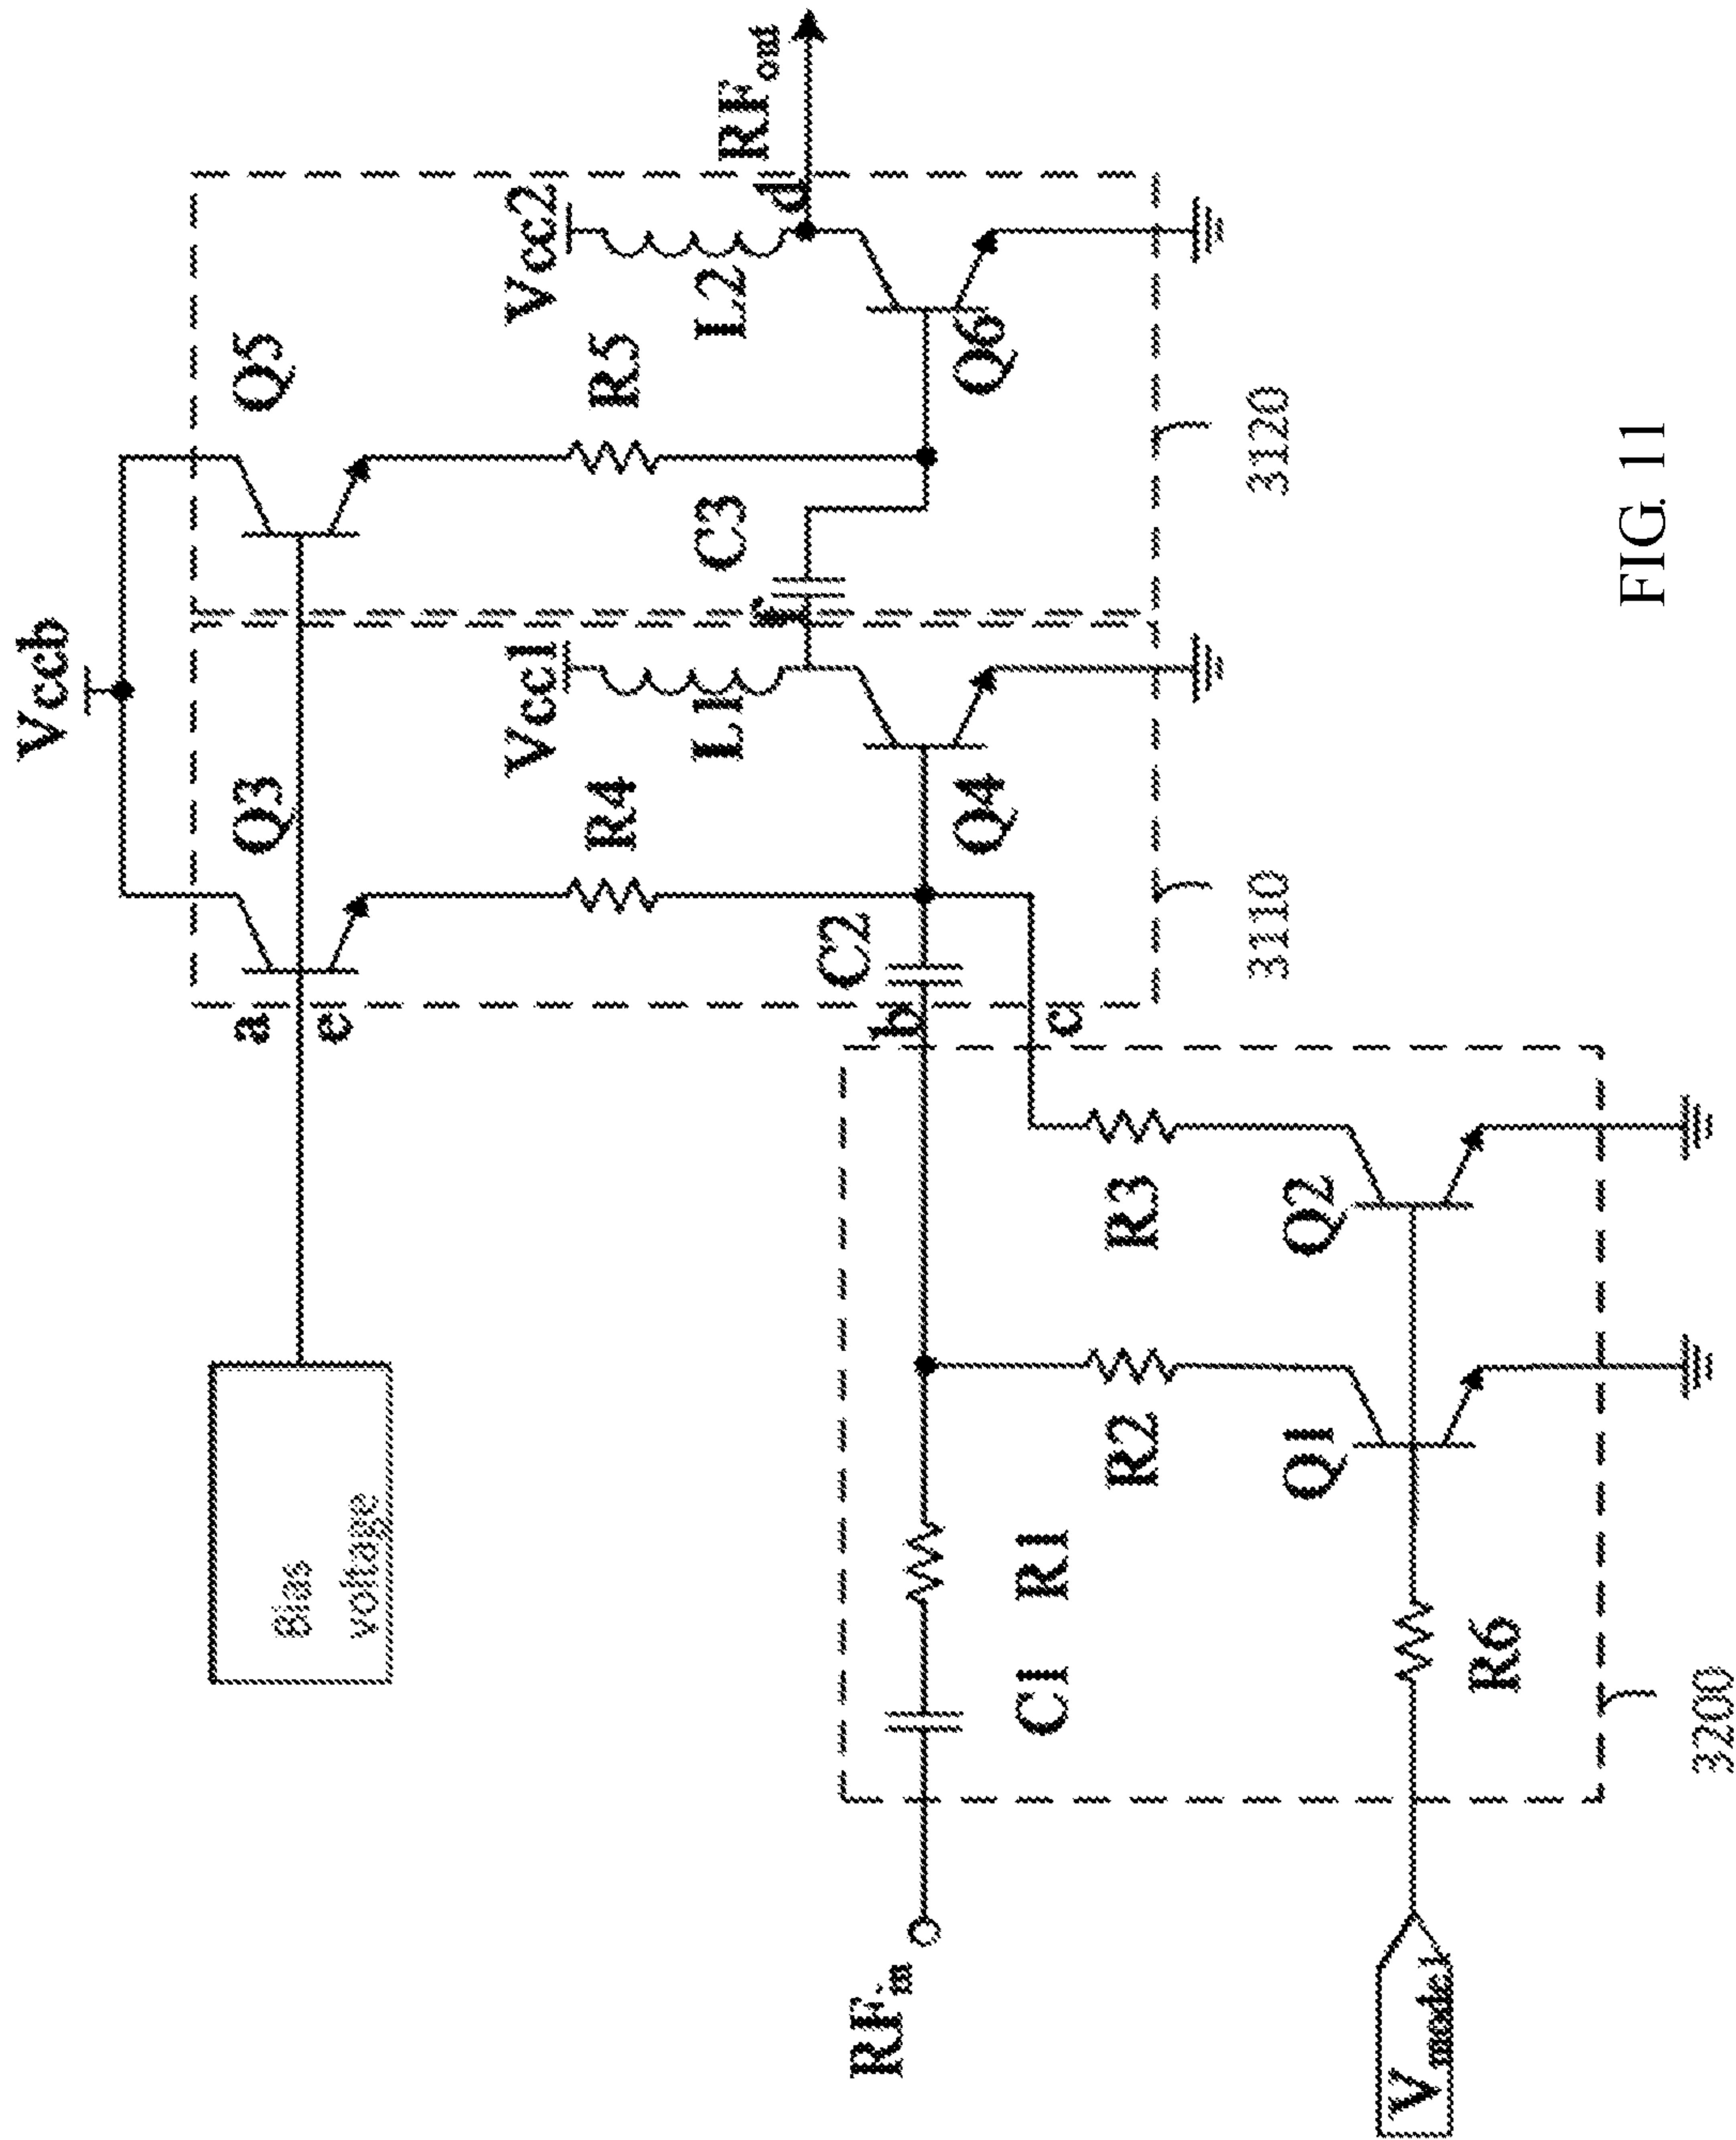 Vccb
Q3
Q5
a
e
Bias
voltage
R4
R5
Vcc1
Vcc2
L1
L2
C3
f
d
RFout
C2
b
c
Q4
Q6
RFin
C1
R1
R2
R3
Q1
Q2
R6
Vmode1
3110
3120
3200
FIG. 11